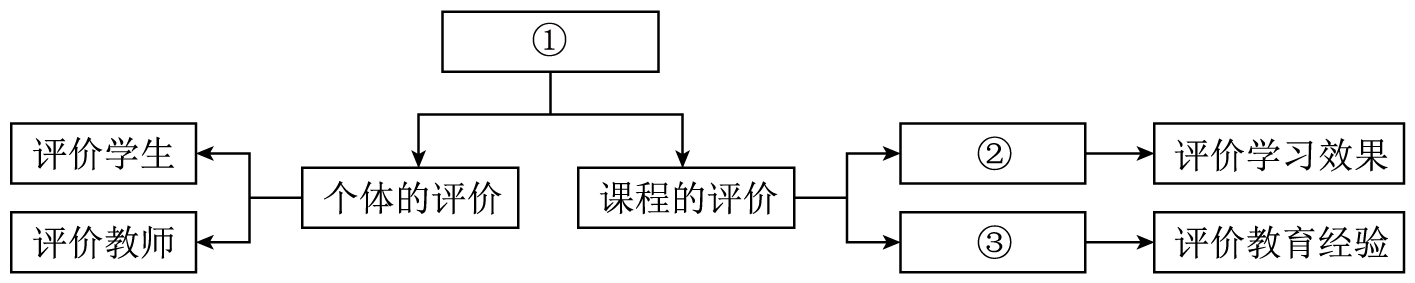 ①
评价学生
个体的评价
课程的评价
②
评价学习效果
评价教师
③
评价教育经验